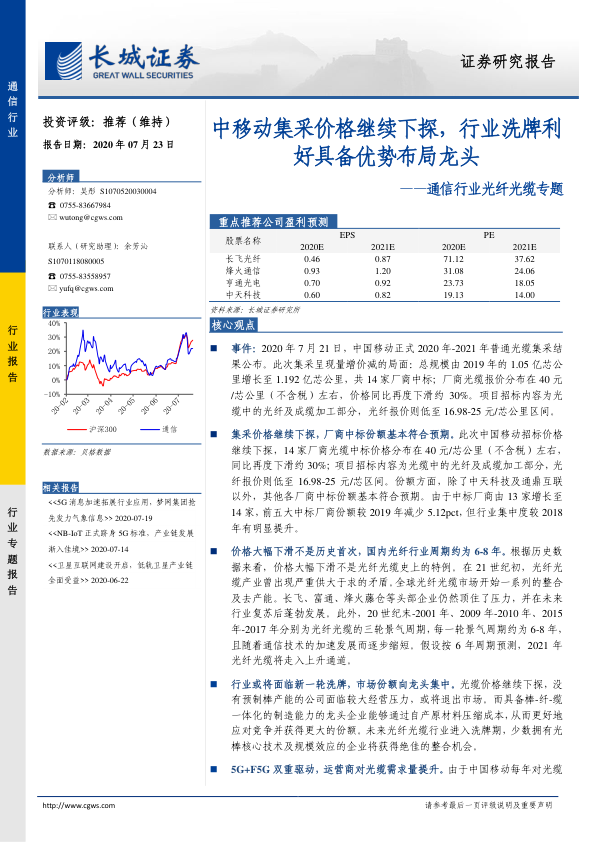 长城证券
GREAT WALL SECURITIES
证券研究报告
通信行业
行业报告
行业专题报告
投资评级：推荐（维持）
报告日期：2020 年 07 月 23 日
分析师
分析师：吴彤 S1070520030004
☎ 0755-83667984
✉ wutong@cgws.com
联系人（研究助理）：余芳沁
S1070118080005
☎ 0755-83558957
✉ yufq@cgws.com
行业表现
40%
30%
20%
10%
0%
-10%
20-02
20-03
20-04
20-05
20-06
20-07
沪深300
通信
数据来源：贝格数据
相关报告
<<5G 消息加速拓展行业应用，梦网集团抢
先发力气象信息>> 2020-07-19
<<NB-IoT 正式跻身 5G 标准，产业链发展
渐入佳境>> 2020-07-14
<<卫星互联网建设开启，低轨卫星产业链
全面受益>> 2020-06-22
中移动集采价格继续下探，行业洗牌利
好具备优势布局龙头
——通信行业光纤光缆专题
重点推荐公司盈利预测
股票名称 EPS PE
2020E 2021E 2020E 2021E
长飞光纤 0.46 0.87 71.12 37.62
烽火通信 0.93 1.20 31.08 24.06
亨通光电 0.70 0.92 23.73 18.05
中天科技 0.60 0.82 19.13 14.00
资料来源：长城证券研究所
核心观点
■ 事件：2020 年 7 月 21 日，中国移动正式 2020 年-2021 年普通光缆集采结
果公布。此次集采呈现量增价减的局面：总规模由 2019 年的 1.05 亿芯公
里增长至 1.192 亿芯公里，共 14 家厂商中标；厂商光缆报价分布在 40 元
/芯公里（不含税）左右，价格同比再度下滑约 30%。项目招标内容为光
缆中的光纤及成缆加工部分，光纤报价则低至 16.98-25 元/芯公里区间。
■ 集采价格继续下探，厂商中标份额基本符合预期。此次中国移动招标价格
继续下探，14 家厂商光缆中标价格分布在 40 元/芯公里（不含税）左右，
同比再度下滑约 30%；项目招标内容为光缆中的光纤及成缆加工部分，光
纤报价则低至 16.98-25 元/芯区间。份额方面，除了中天科技及通鼎互联
以外，其他各厂商中标份额基本符合预期。由于中标厂商由 13 家增长至
14 家，前五大中标厂商份额较 2019 年减少 5.12pct，但行业集中度较 2018
年有明显提升。
■ 价格大幅下滑不是历史首次，国内光纤行业周期约为 6-8 年。根据历史数
据来看，价格大幅下滑不是光纤光缆史上的特例。在 21 世纪初，光纤光
缆产业曾出现严重供大于求的矛盾。全球光纤光缆市场开始一系列的整合
及去产能。长飞、富通、烽火藤仓等头部企业仍然顶住了压力，并在未来
行业复苏后蓬勃发展。此外，20 世纪末-2001 年、2009 年-2010 年、2015
年-2017 年分别为光纤光缆的三轮景气周期，每一轮景气周期约为 6-8 年，
且随着通信技术的加速发展而逐步缩短。假设按 6 年周期预测，2021 年
光纤光缆将走入上升通道。
■ 行业或将面临新一轮洗牌，市场份额向龙头集中。光缆价格继续下探，没
有预制棒产能的公司面临较大经营压力，或将退出市场。而具备棒-纤-缆
一体化的制造能力的龙头企业能够通过自产原材料压缩成本，从而更好地
应对竞争并获得更大的份额。未来光纤光缆行业进入洗牌期，少数拥有光
棒核心技术及规模效应的企业将获得绝佳的整合机会。
■ 5G+F5G 双重驱动，运营商对光缆需求量提升。由于中国移动每年对光缆
http://www.cgws.com
请参考最后一页评级说明及重要声明